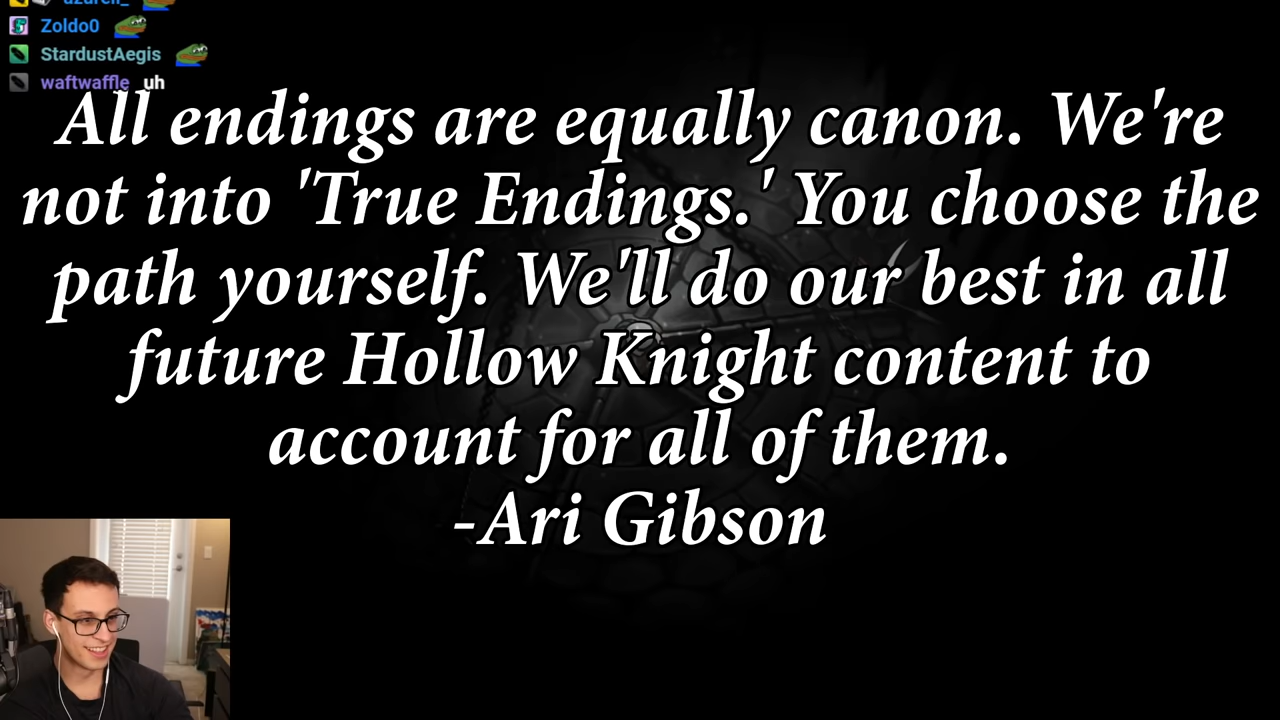 Zoldo0
StardustAegis
waftwaffle uh
All endings are equally canon. We're
not into 'True Endings.' You choose the
path yourself. We'll do our best in all
future Hollow Knight content to
account for all of them.
-Ari Gibson